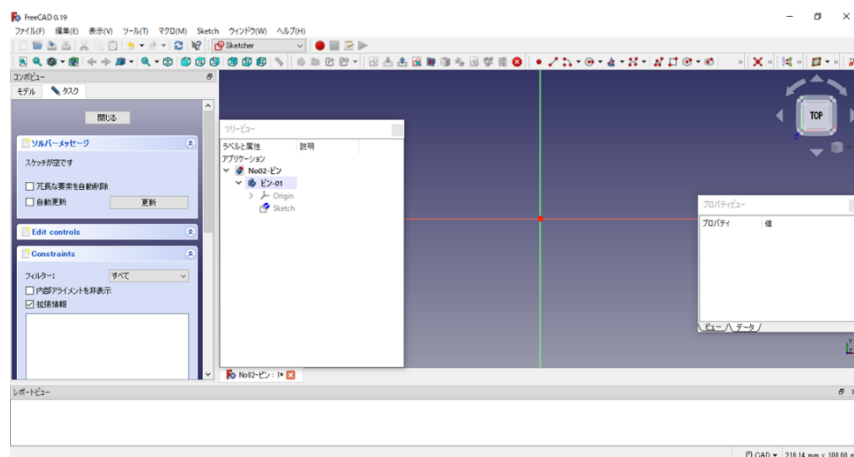 FreeCAD 0.19
ファイル(F) 編集(E) 表示(V) ツール(T) マクロ(M) Sketch ウィンドウ(W) ヘルプ(H)
Sketcher
コンボビュー
モデル タスク
閉じる
ソルバーメッセージ
スケッチが空です
冗長な要素を自動削除
自動更新 更新
Edit controls
Constraints
フィルター: すべて
内部アライメントを非表示
拡張情報
ツリービュー
ラベルと属性 説明
アプリケーション
No02-ピン
ピン-01
Origin
Sketch
TOP
プロパティビュー
プロパティ 値
ビュー データ
No02-ピン : 1*
レポートビュー
CAD 216.14 mm x 108.08 m